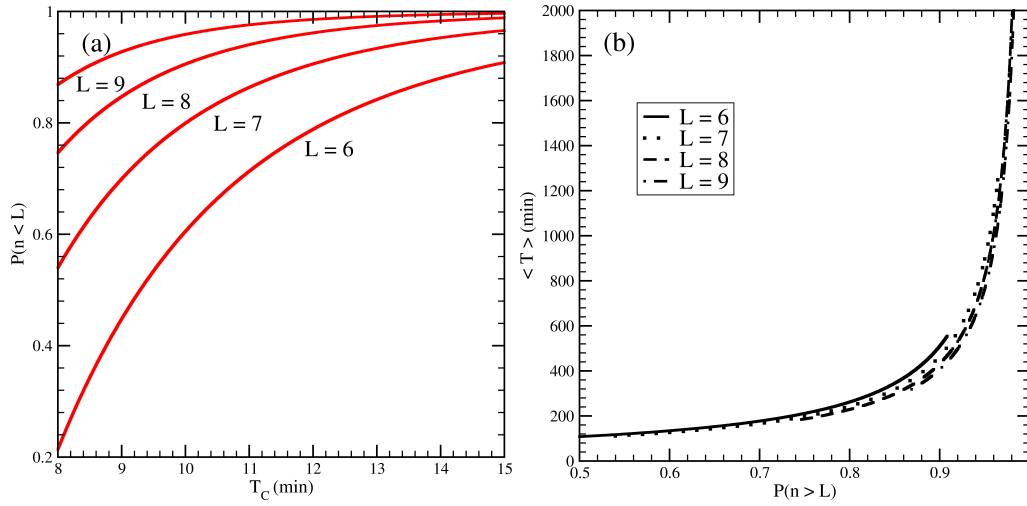 (a)
L = 9
L = 8
L = 7
L = 6
1
0.8
0.6
0.4
0.2
P(n < L)
8
9
10
11
12
13
14
15
T_C (min)
(b)
L = 6
L = 7
L = 8
L = 9
2000
1800
1600
1400
1200
1000
800
600
400
200
0
< T > (min)
0.5
0.6
0.7
0.8
0.9
P(n > L)